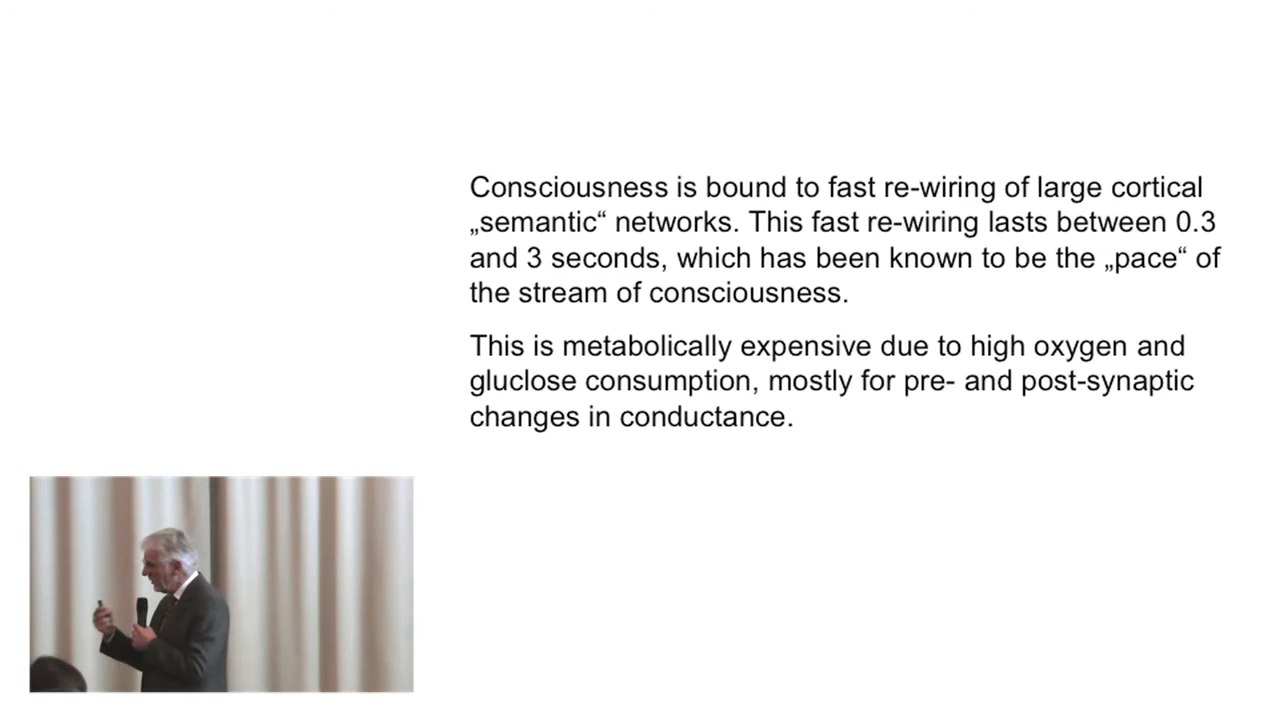 Consciousness is bound to fast re-wiring of large cortical
„semantic“ networks. This fast re-wiring lasts between 0.3
and 3 seconds, which has been known to be the „pace“ of
the stream of consciousness.
This is metabolically expensive due to high oxygen and
gluclose consumption, mostly for pre- and post-synaptic
changes in conductance.